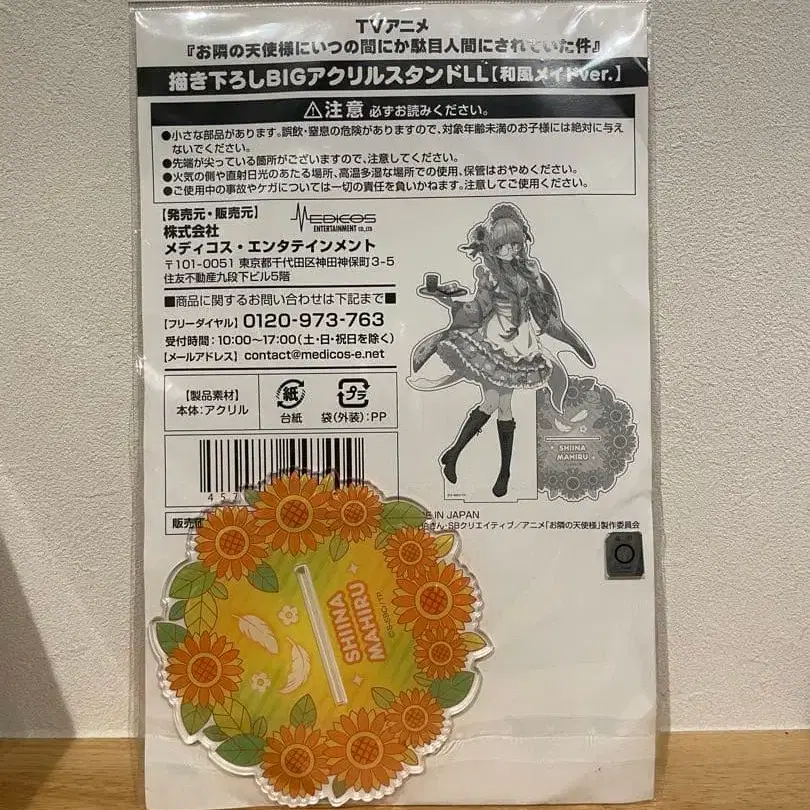 TVアニメ
『お隣の天使様にいつの間にか駄目人間にされていた件』
描き下ろしBIGアクリルスタンドLL【和風メイドver.】
⚠注意 必ずお読みください。
●小さな部品があります。誤飲・窒息の危険がありますので、対象年齢未満のお子様には絶対に与え
ないでください。
●先端が尖っている箇所がございますので、注意してください。
●火気の側や直射日光のあたる場所、高温多湿な場所での使用、保管はおやめください。
●ご使用中の事故やケガについては一切の責任を負いかねます。注意してご使用ください。
【発売元・販売元】
MEDICOS
ENTERTAINMENT CO.,LTD
株式会社
メディコス・エンタテインメント
〒101-0051 東京都千代田区神田神保町3-5
住友不動産九段下ビル5階
■商品に関するお問い合わせは下記まで■
【フリーダイヤル】0120-973-763
受付時間:10:00〜17:00(土・日・祝日を除く)
【メールアドレス】contact@medicos-e.net
【製品素材】
本体:アクリル
紙
台紙
プラ
袋(外装):PP
45
販売
SHIINA
MAHIRU
IN JAPAN
ぎん・SBクリエイティブ/アニメ「お隣の天使様」製作委員会
SHIINA
MAHIRU